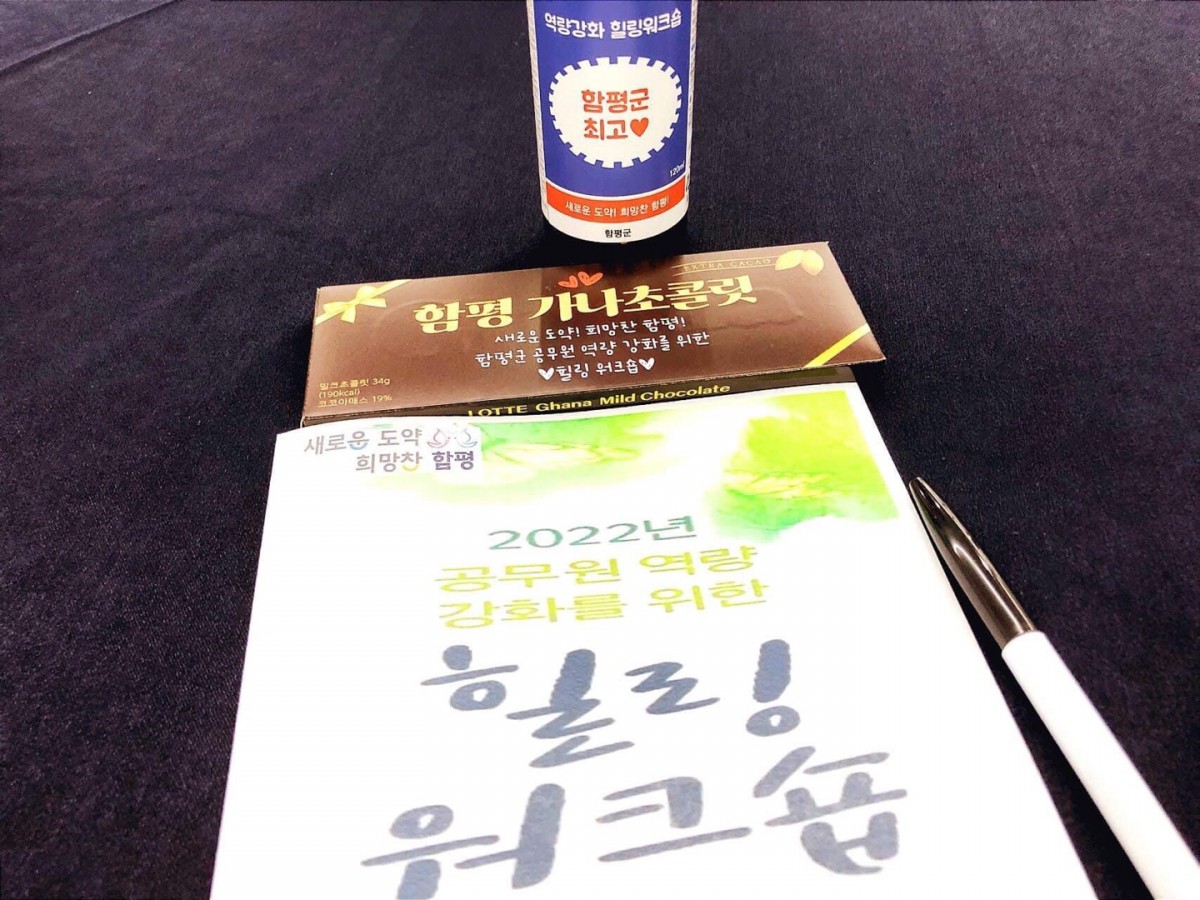 역량강화 힐링워크숍
함평군
최고♥
120ml
새로운 도약! 희망찬 함평!
함평군
EXTRA CACAO
함평 가나초콜릿
새로운 도약! 희망찬 함평!
함평군 공무원 역량 강화를 위한
♥힐링 워크숍♥
밀크초콜릿 34g
(190kcal)
코코아매스 19%
LOTTE Ghana Mild Chocolate
새로운 도약
희망찬 함평
2022년
공무원 역량
강화를 위한
힐링
워크숍